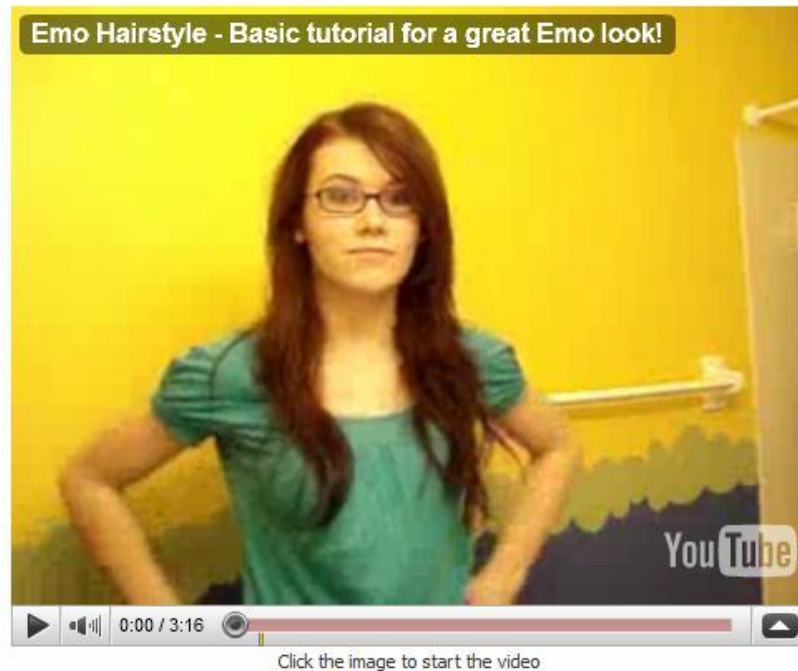 Emo Hairstyle - Basic tutorial for a great Emo look!
YouTube
0:00 / 3:16
Click the image to start the video